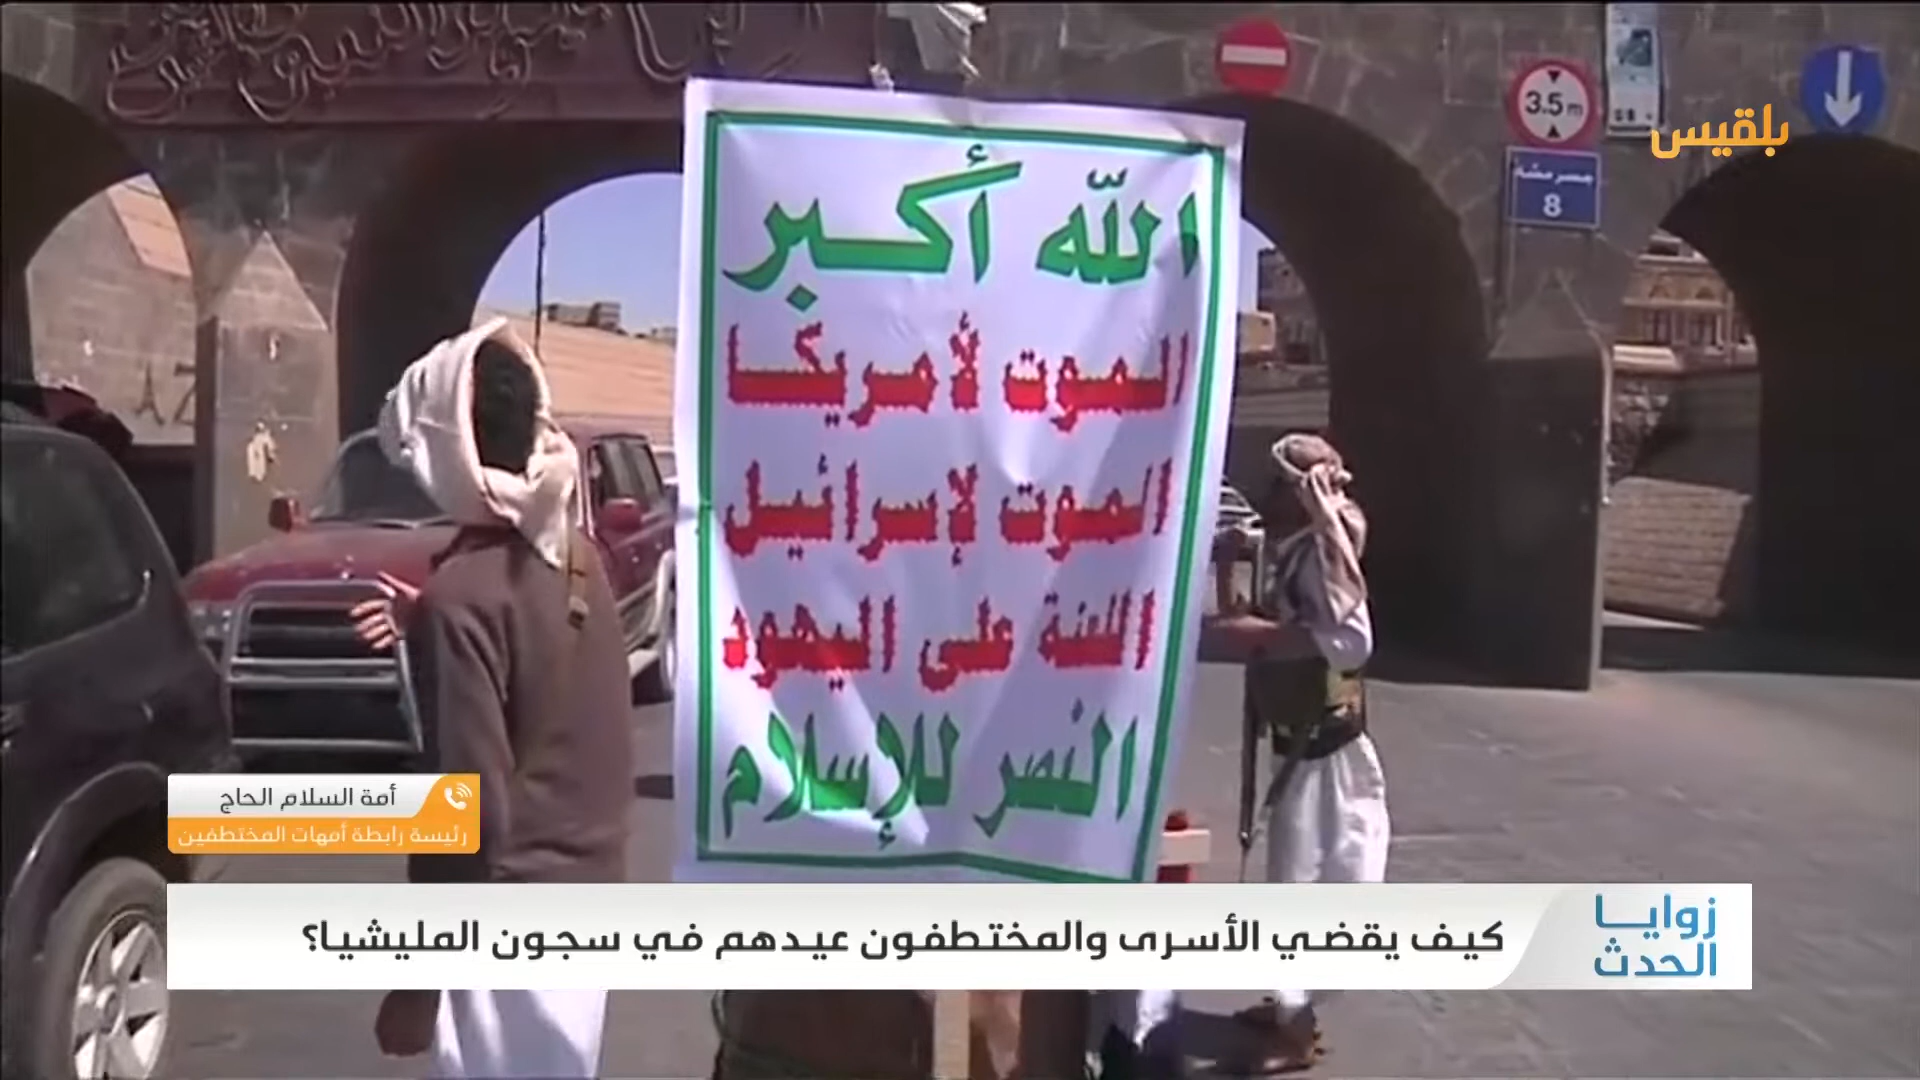 3.5 m
بلقيس
8
الله أكبر
الموت لأمريكا
الموت لإسرائيل
اللعنة على اليهود
النصر للإسلام
أمة السلام الحاج
رئيسة رابطة أمهات المختطفين
زوايا
الحدث
كيف يقضي الأسرى والمختطفون عيدهم في سجون المليشيا؟